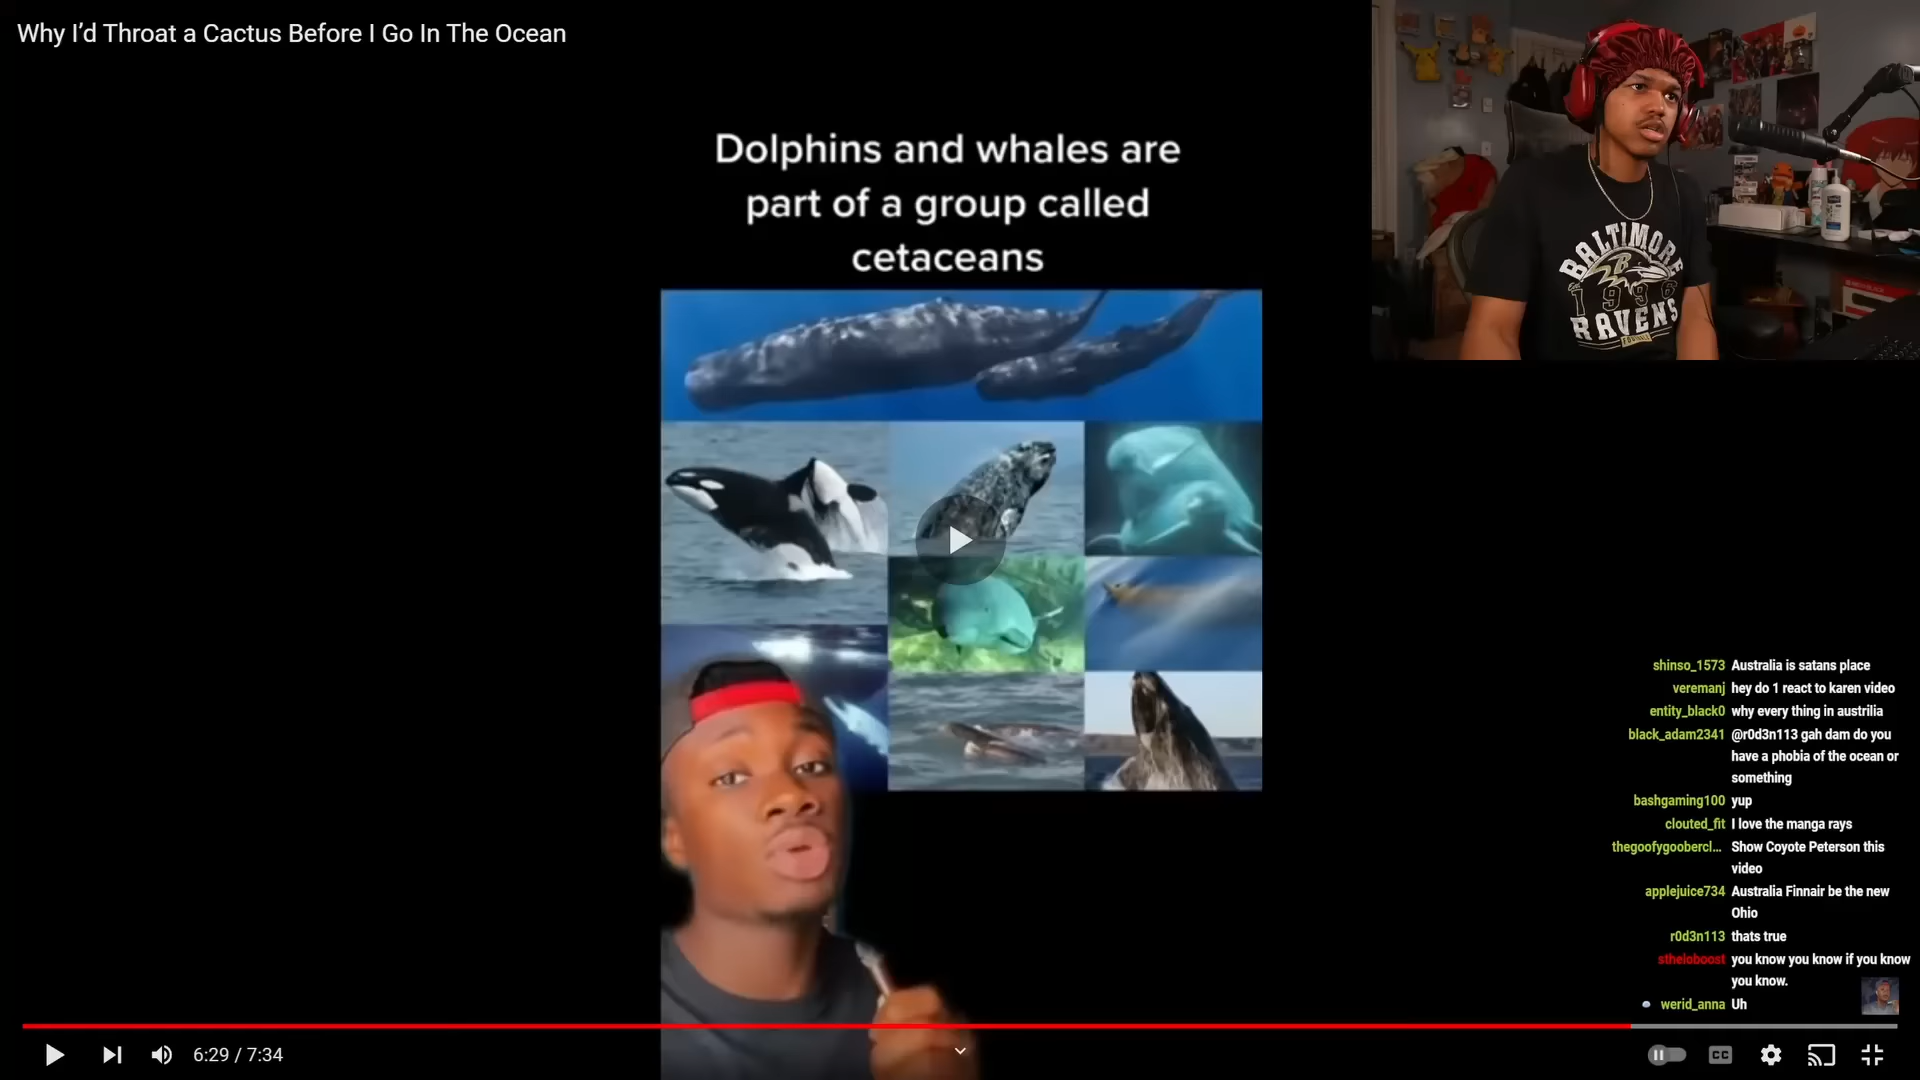 Why I’d Throat a Cactus Before I Go In The Ocean
Dolphins and whales are
part of a group called
cetaceans
BALTIMORE
B
1996
RAVENS
FOOTBALL
shinso_1573 Australia is satans place
veremanj hey do 1 react to karen video
entity_black0 why every thing in austrilia
black_adam2341 @r0d3n113 gah dam do you
have a phobia of the ocean or
something
bashgaming100 yup
clouted_fit I love the manga rays
thegoofygoobercl... Show Coyote Peterson this
video
applejuice734 Australia Finnair be the new
Ohio
r0d3n113 thats true
stheloboost you know you know if you know
you know.
werid_anna Uh
6:29 / 7:34
CC